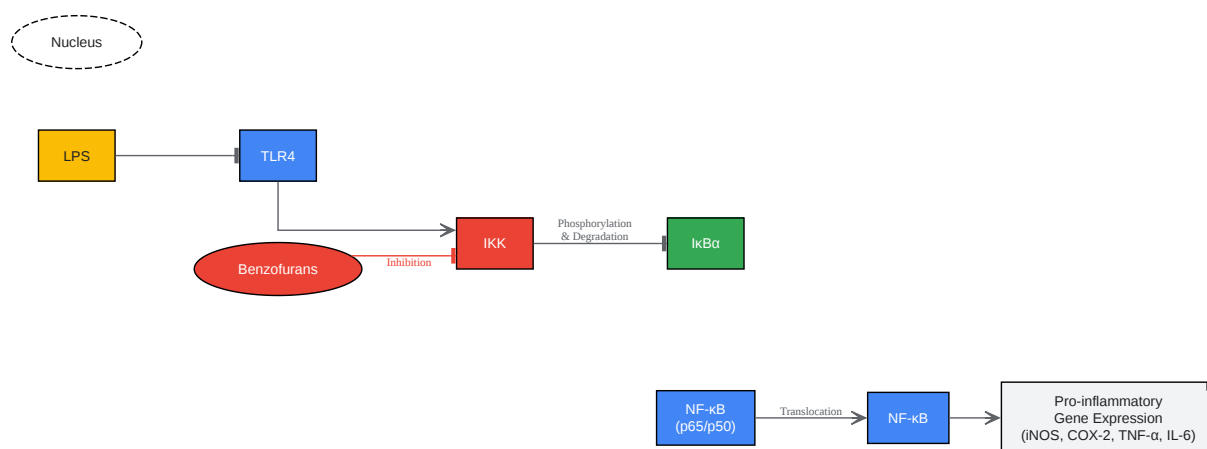 Nucleus
LPS
TLR4
Phosphorylation
& Degradation
IKK
IκBα
Benzofurans
Inhibition
NF-κB
(p65/p50)
Translocation
NF-κB
Pro-inflammatory
Gene Expression
(iNOS, COX-2, TNF-α, IL-6)